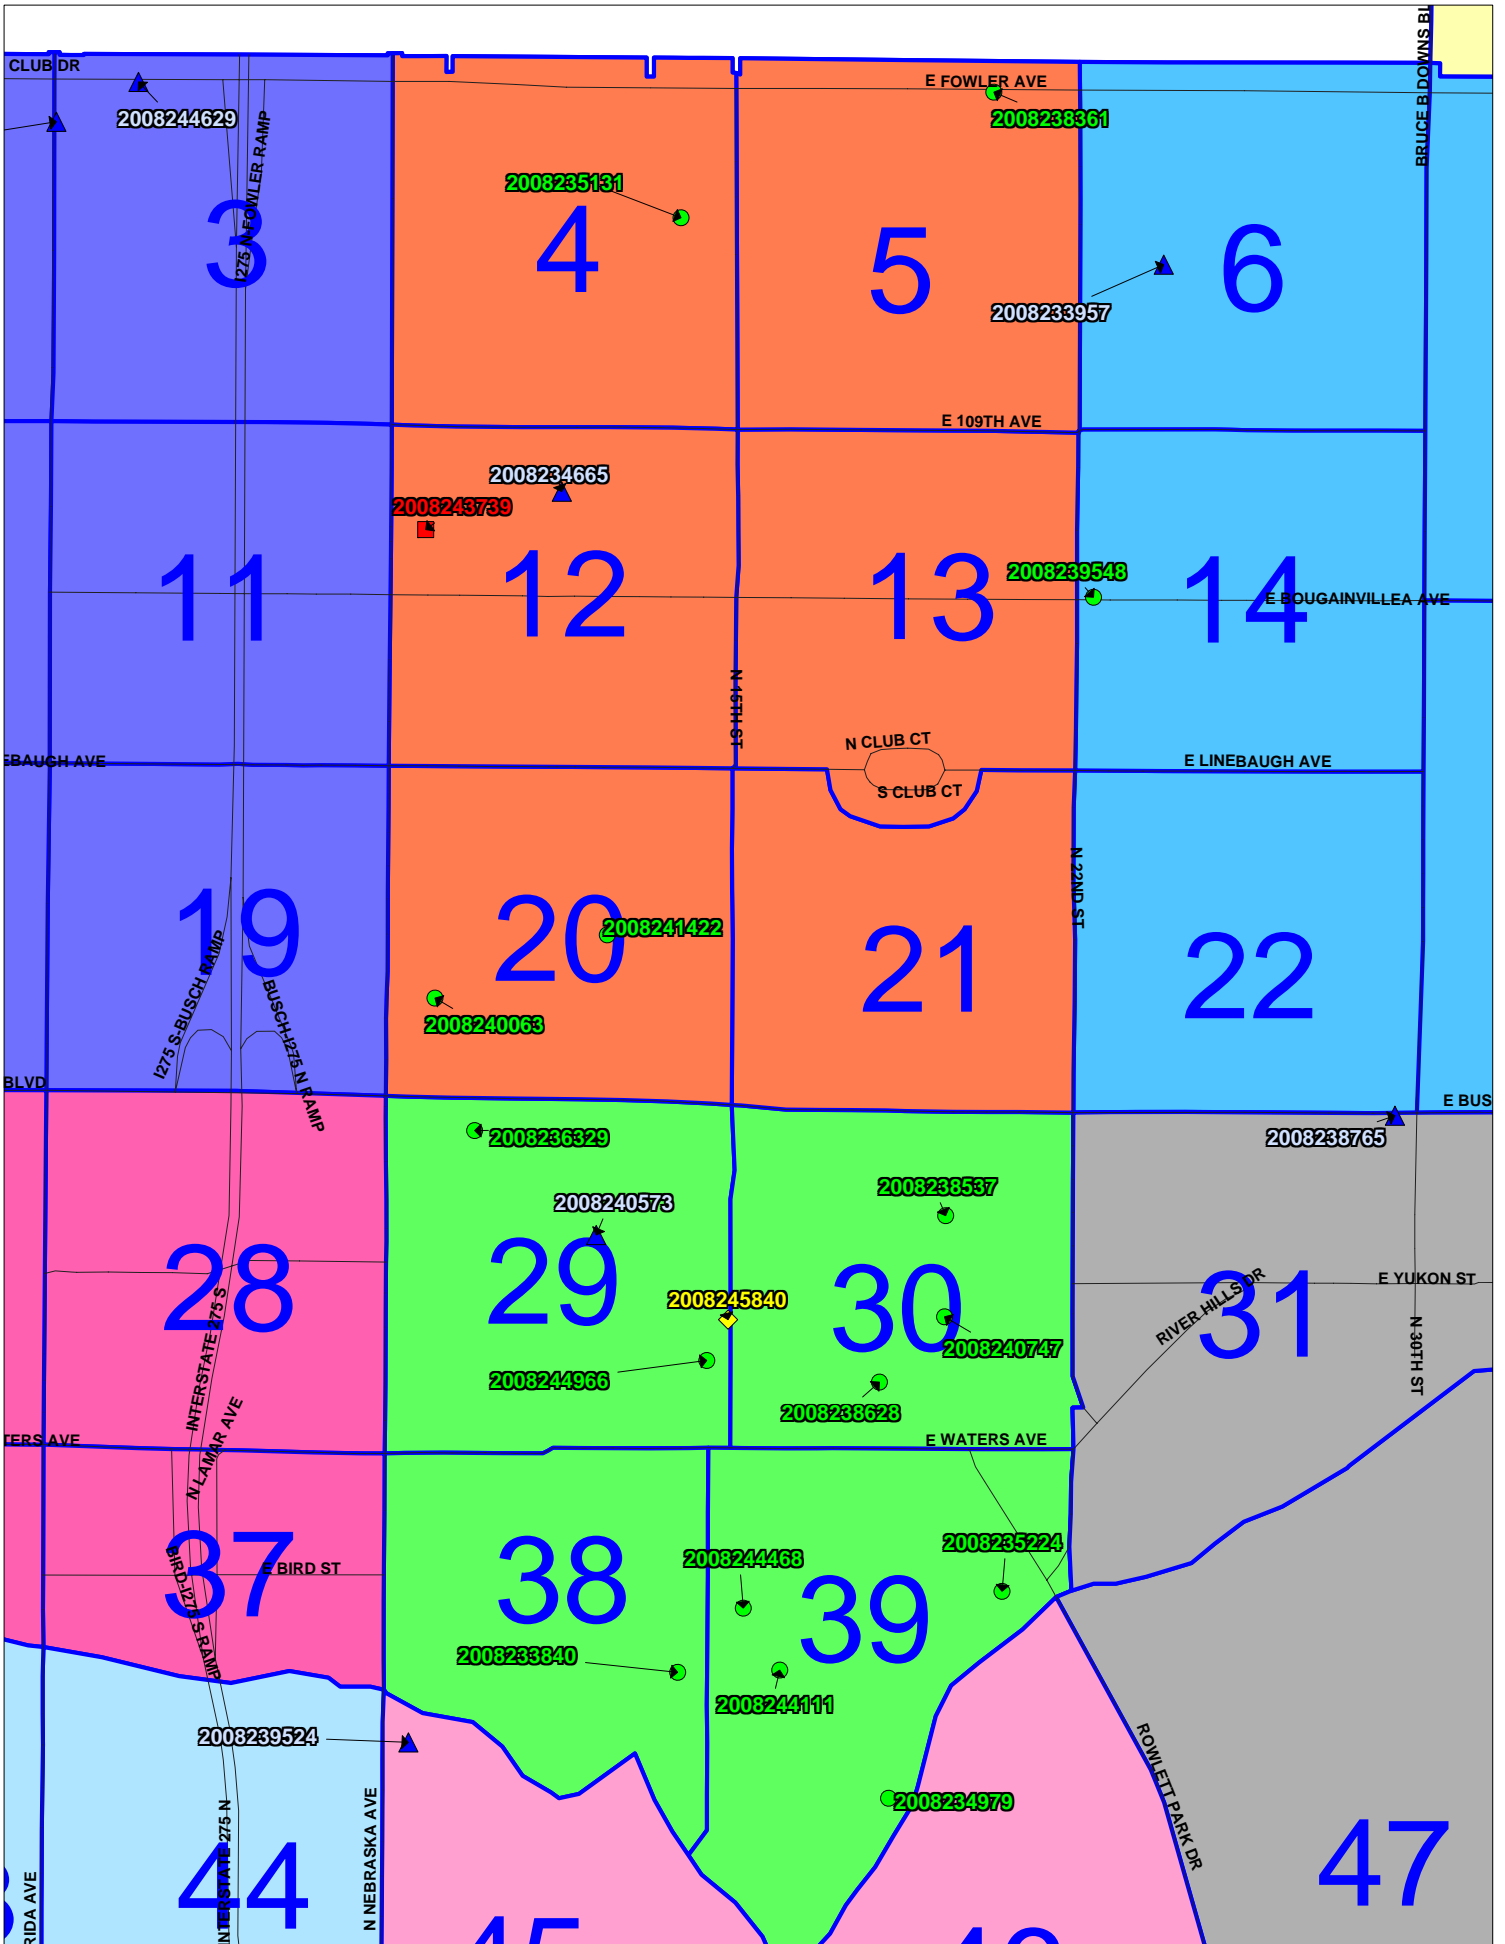 CLUB DR
E FOWLER AVE
BRUCE B DOWNS BL
2008244629
2008238361
I275 N-FOWLER RAMP
2008235131
3
4
5
6
2008233957
E 109TH AVE
2008234665
2008243739
11
12
13
2008239548
14
E BOUGAINVILLEA AVE
N 15TH ST
N CLUB CT
EBAUGH AVE
E LINEBAUGH AVE
S CLUB CT
N 22ND ST
19
20
2008241422
21
22
I275 S-BUSCH RAMP
BUSCH-I275 N RAMP
2008240063
BLVD
E BUS
2008236329
2008238765
2008238537
2008240573
28
29
30
31
E YUKON ST
RIVER HILLS DR
2008245840
INTERSTATE 275 S
2008240747
N 30TH ST
2008244966
2008238628
N LAMAR AVE
TERS AVE
E WATERS AVE
37
E BIRD ST
BIRD-I275 S RAMP
38
2008244468
2008235224
39
2008233840
2008244111
2008239524
ROWLETT PARK DR
2008234979
N NEBRASKA AVE
INTERSTATE 275 N
44
47
RIDA AVE
45